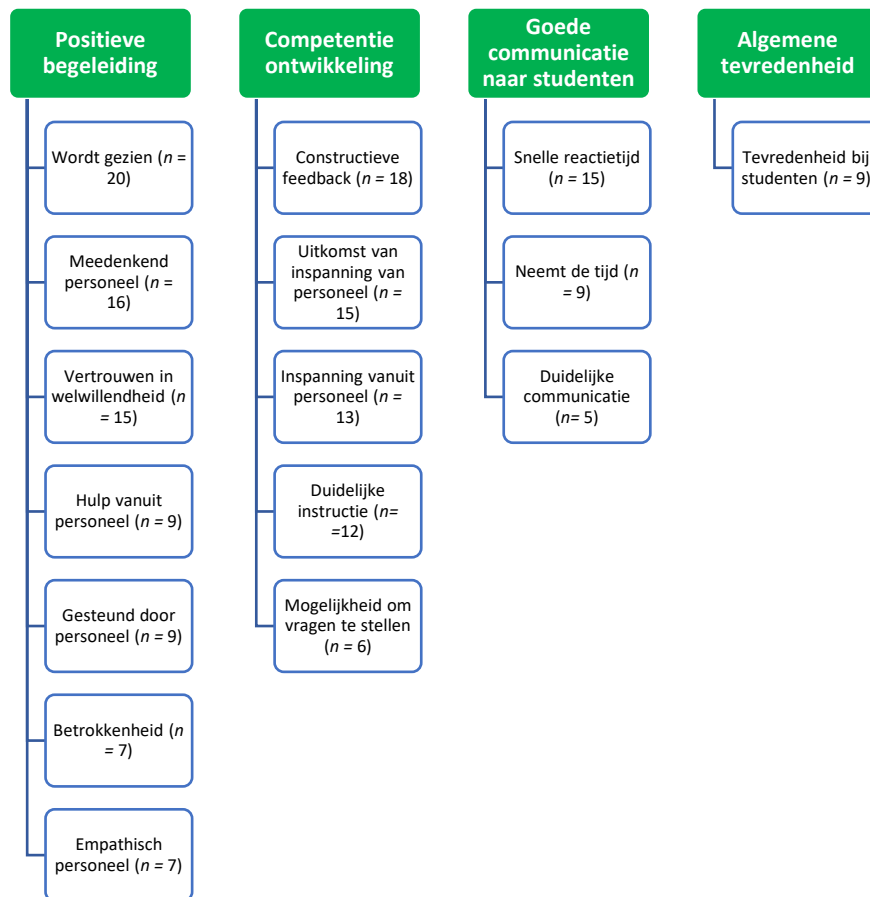 Positieve
begeleiding
Wordt gezien (n =
20)
Meedenkend
personeel (n =
16)
Vertrouwen in
welwillendheid (n
= 15)
Hulp vanuit
personeel (n = 9)
Gesteund door
personeel (n = 9)
Betrokkenheid (n
= 7)
Empathisch
personeel (n = 7)
Competentie
ontwikkeling
Constructieve
feedback (n = 18)
Uitkomst van
inspanning van
personeel (n =
15)
Inspanning vanuit
personeel (n =
13)
Duidelijke
instructie (n=
=12)
Mogelijkheid om
vragen te stellen
(n = 6)
Goede
communicatie
naar studenten
Snelle reactietijd
(n = 15)
Neemt de tijd (n
= 9)
Duidelijke
communicatie
(n= 5)
Algemene
tevredenheid
Tevredenheid bij
studenten (n = 9)